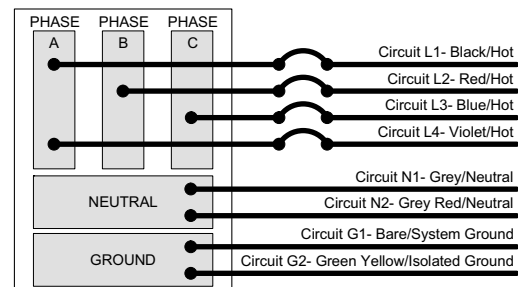 PHASE PHASE PHASE
A B C
Circuit L1- Black/Hot
Circuit L2- Red/Hot
Circuit L3- Blue/Hot
Circuit L4- Violet/Hot
Circuit N1- Grey/Neutral
NEUTRAL
Circuit N2- Grey Red/Neutral
Circuit G1- Bare/System Ground
GROUND
Circuit G2- Green Yellow/Isolated Ground